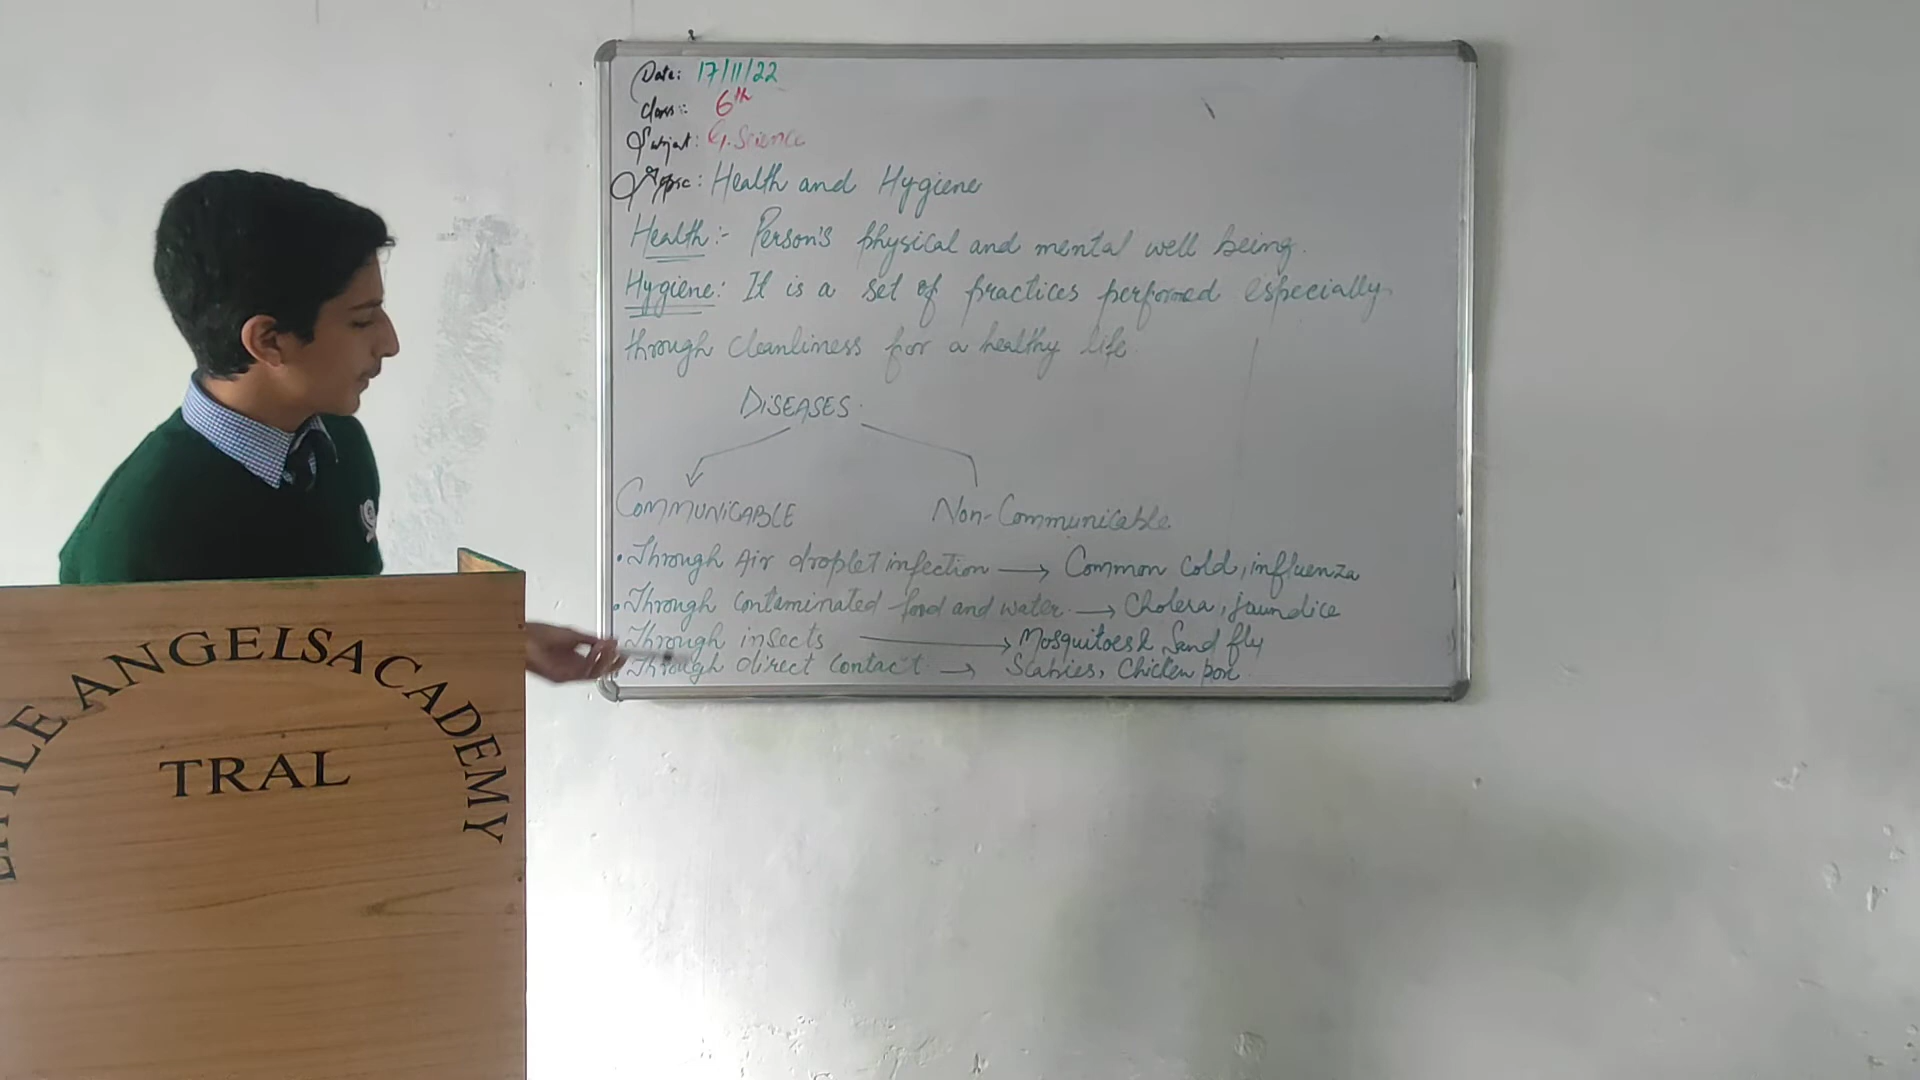 Date: 17/11/22
Class: 6th
Subject: G. Science
Topic: Health and Hygiene
Health:- Person's physical and mental well being.
Hygiene: It is a set of practices performed especially
through cleanliness for a healthy life.
DISEASES
COMMUNICABLE
Non-Communicable
• Through Air droplet infection → Common cold, influenza
• Through contaminated food and water → Cholera, jaundice
Through insects → Mosquitoes & Sand fly
Through direct contact → Scabies, Chicken pox
LITTLE ANGELS ACADEMY
TRAL